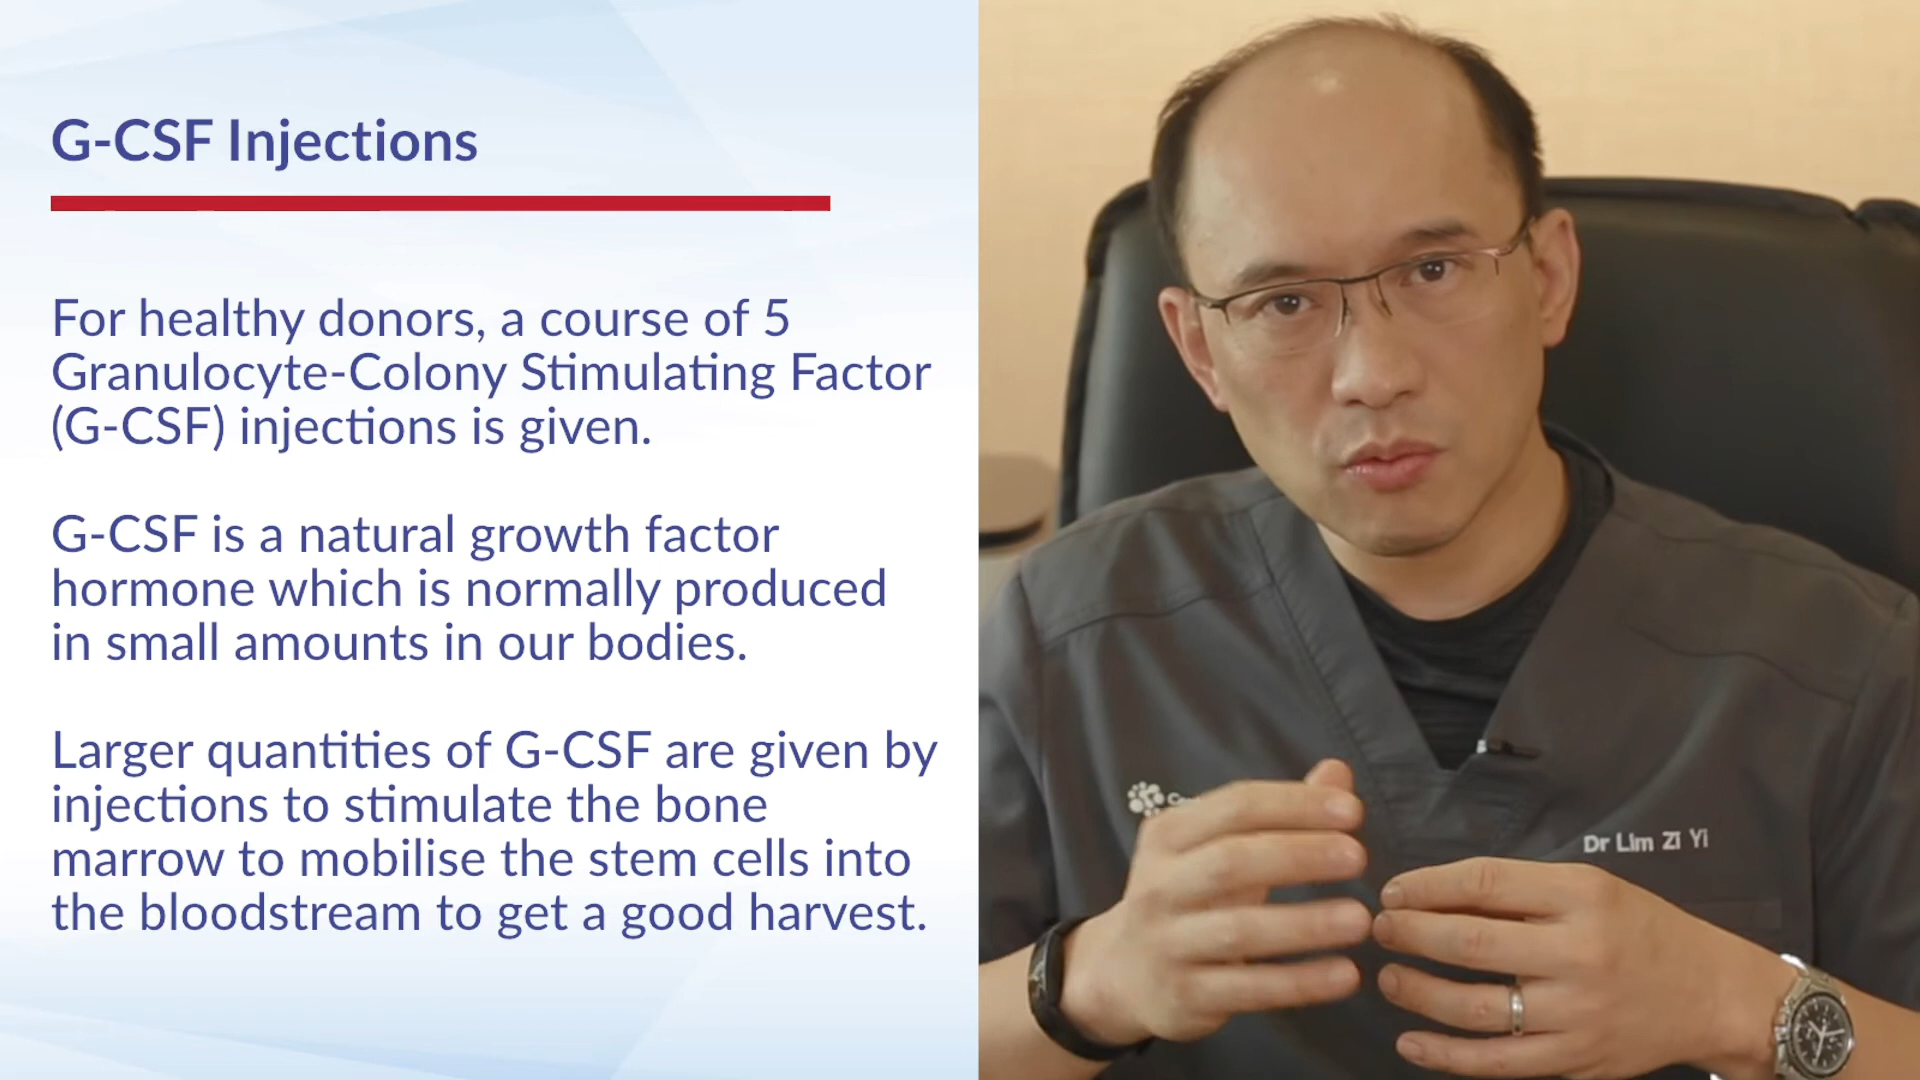 G-CSF Injections
For healthy donors, a course of 5
Granulocyte-Colony Stimulating Factor
(G-CSF) injections is given.
G-CSF is a natural growth factor
hormone which is normally produced
in small amounts in our bodies.
Larger quantities of G-CSF are given by
injections to stimulate the bone
marrow to mobilise the stem cells into
the bloodstream to get a good harvest.
Dr Lim Zi Yi